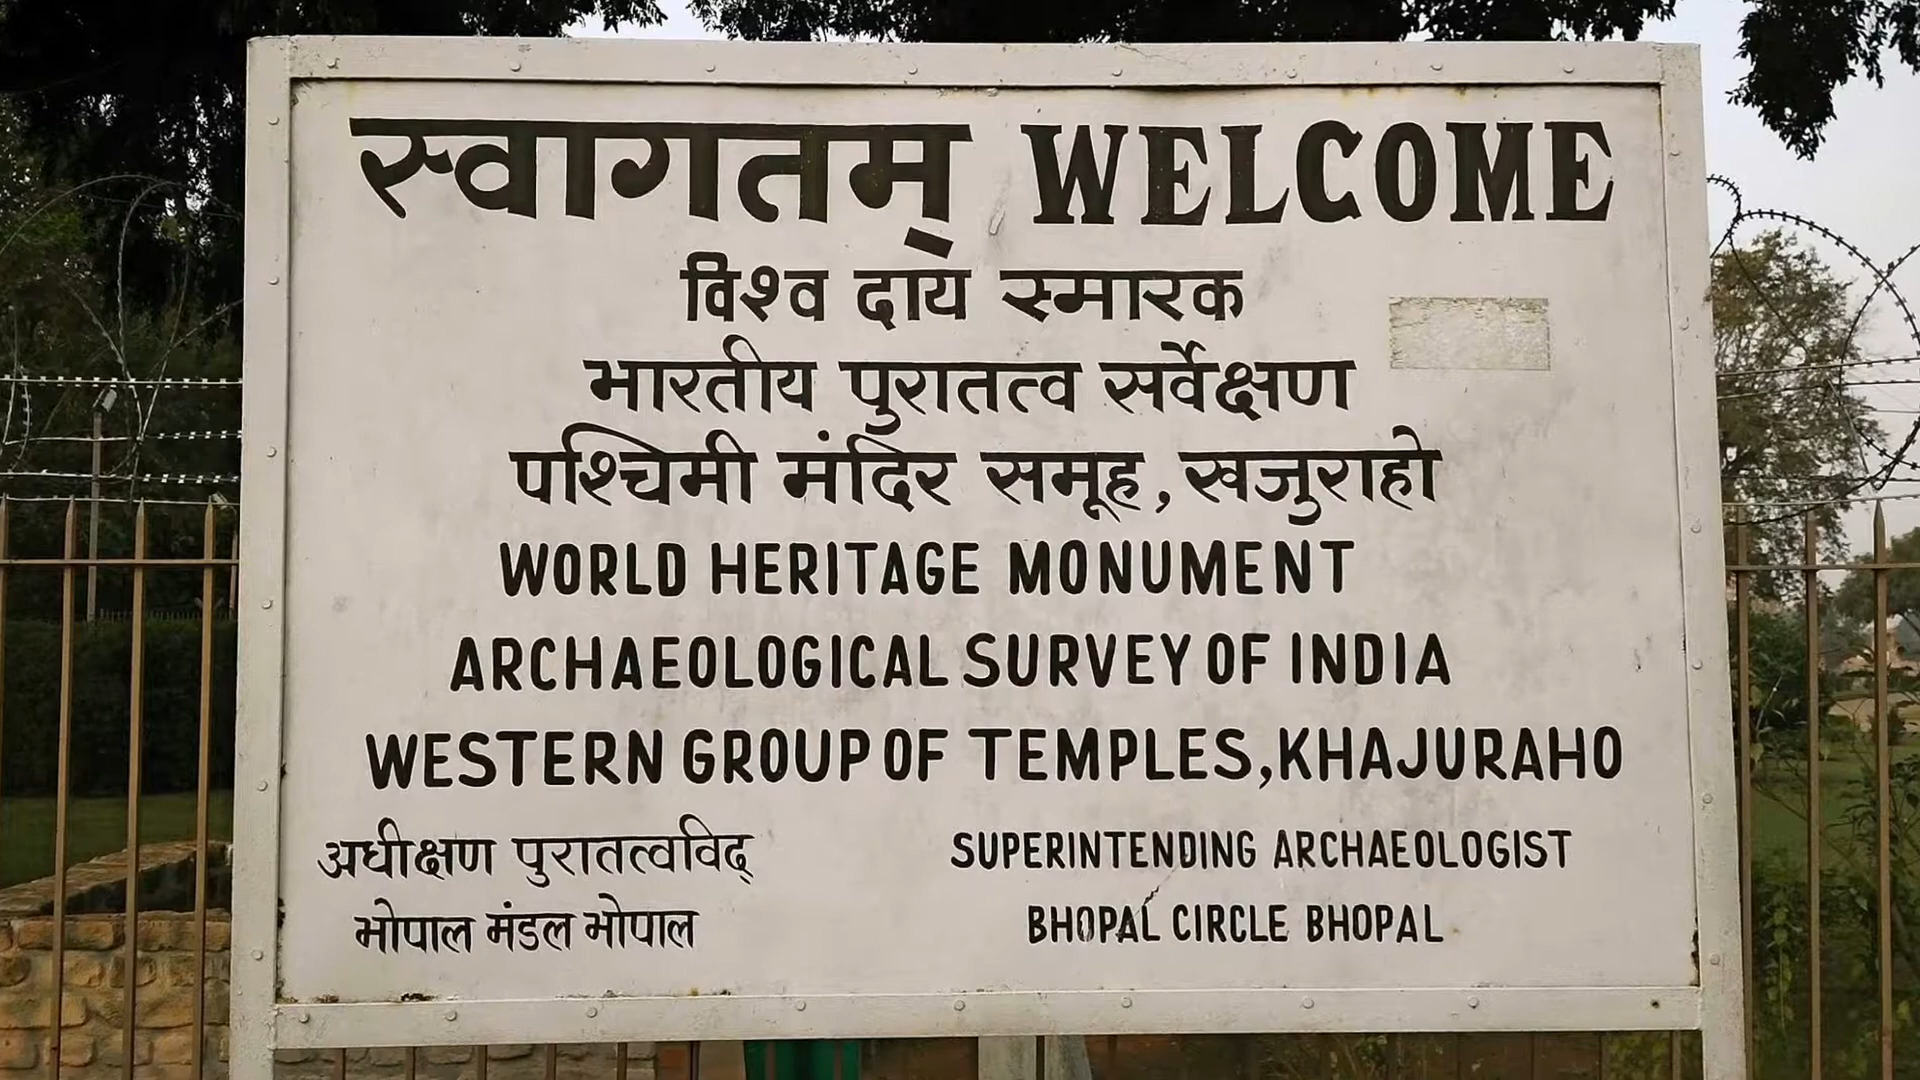 स्वागतम् WELCOME
विश्व दाय स्मारक
भारतीय पुरातत्व सर्वेक्षण
पश्चिमी मंदिर समूह, खजुराहो
WORLD HERITAGE MONUMENT
ARCHAEOLOGICAL SURVEY OF INDIA
WESTERN GROUP OF TEMPLES, KHAJURAHO
अधीक्षण पुरातत्वविद् SUPERINTENDING ARCHAEOLOGIST
भोपाल मंडल भोपाल BHOPAL CIRCLE BHOPAL